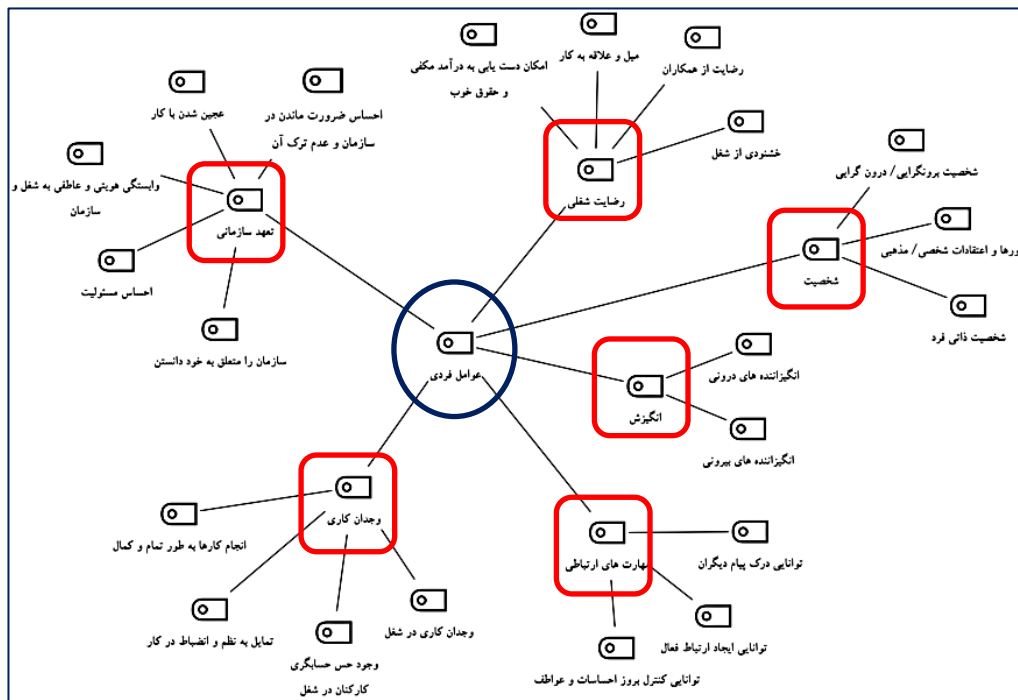 امکان دست یابی به درآمد مکفی
و حقوق خوب
میل و علاقه به کار
رضایت از همکاران
خشنودی از شغل
رضایت شغلی
عجین شدن با کار
احساس ضرورت ماندن در
سازمان و عدم ترک آن
وابستگی هویتی و عاطفی به شغل و
سازمان
تعهد سازمانی
احساس مسئولیت
سازمان را متعلق به خود دانستن
شخصیت برونگرایی/ درون گرایی
ورها و اعتقادات شخصی/ مذهبی
شخصیت
شخصیت ذاتی فرد
عوامل فردی
انگیزاننده های درونی
انگیزش
انگیزاننده های بیرونی
وجدان کاری
انجام کارها به طور تمام و کمال
تمایل به نظم و انضباط در کار
وجود حس حسابگری
کارکنان در شغل
وجدان کاری در شغل
مهارت های ارتباطی
توانایی درک پیام دیگران
توانایی ایجاد ارتباط فعال
توانایی کنترل بروز احساسات و عواطف